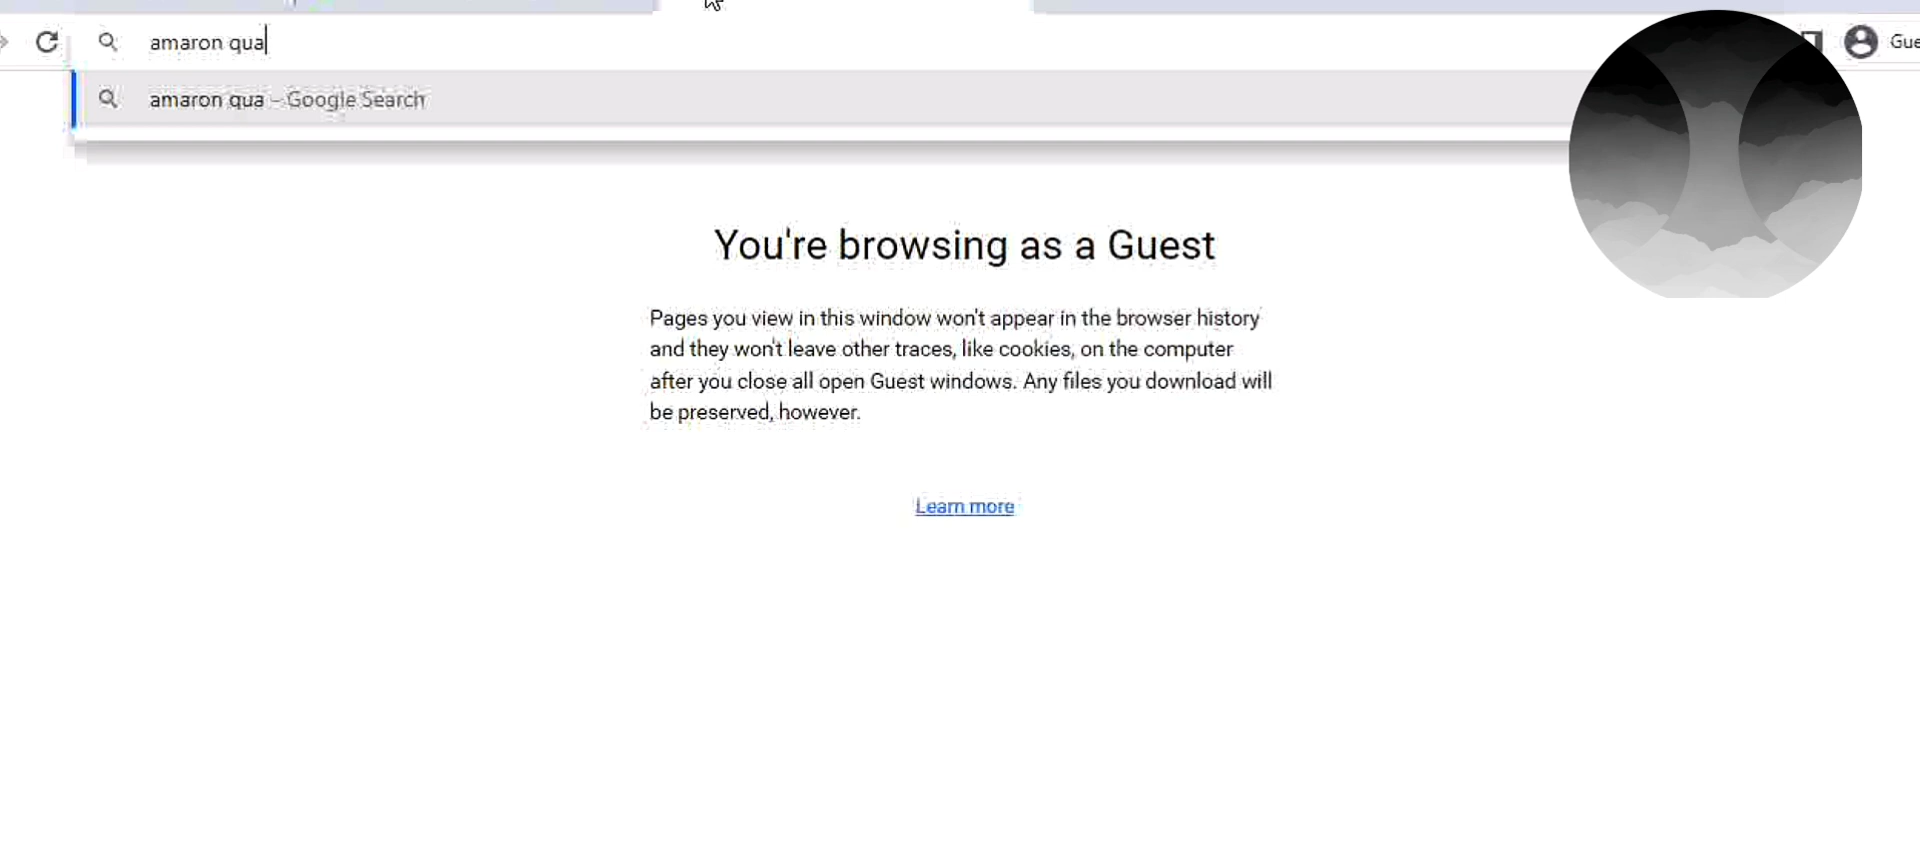 amaron qua
Gue
amaron qua – Google Search
You're browsing as a Guest
Pages you view in this window won't appear in the browser history
and they won't leave other traces, like cookies, on the computer
after you close all open Guest windows. Any files you download will
be preserved, however.
Learn more